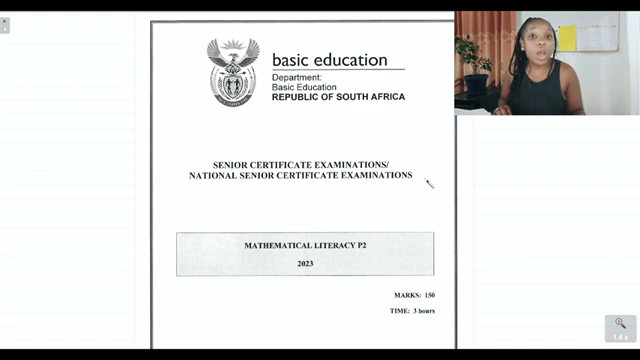 basic education
Department:
Basic Education
REPUBLIC OF SOUTH AFRICA
SENIOR CERTIFICATE EXAMINATIONS/
NATIONAL SENIOR CERTIFICATE EXAMINATIONS
MATHEMATICAL LITERACY P2
2023
MARKS: 150
TIME: 3 hours